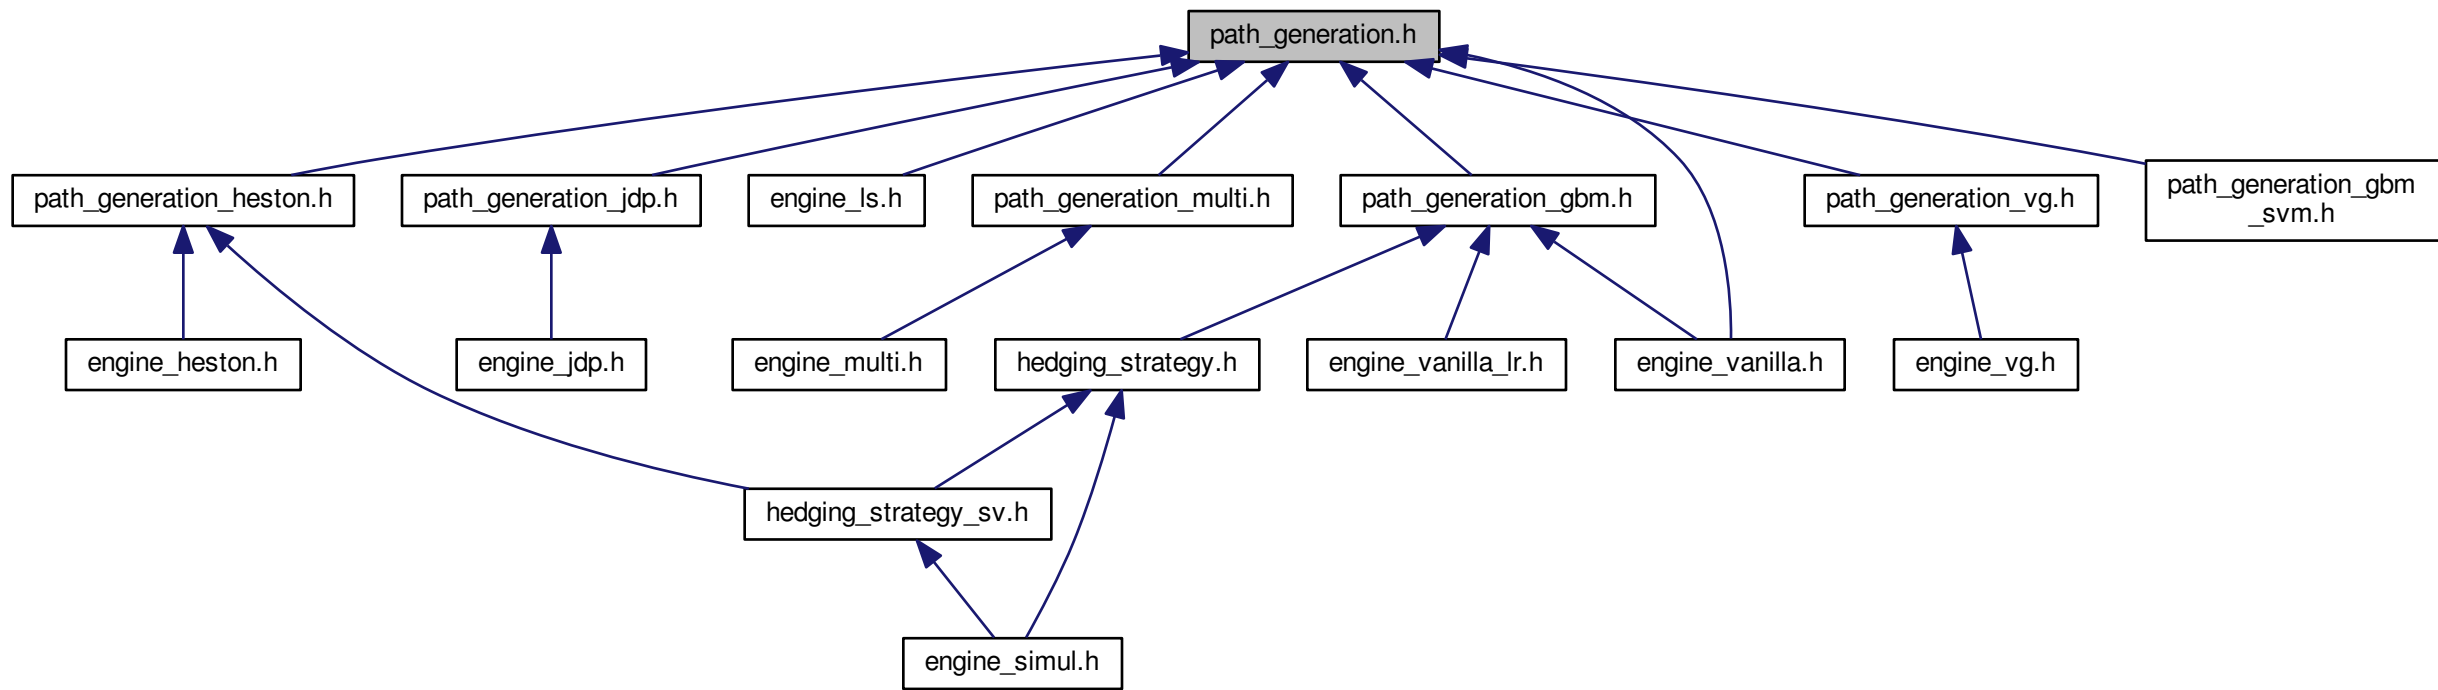 path_generation.h
path_generation_heston.h
path_generation_jdp.h
engine_ls.h
path_generation_multi.h
path_generation_gbm.h
path_generation_vg.h
path_generation_gbm
_svm.h
engine_heston.h
engine_jdp.h
engine_multi.h
hedging_strategy.h
engine_vanilla_lr.h
engine_vanilla.h
engine_vg.h
hedging_strategy_sv.h
engine_simul.h